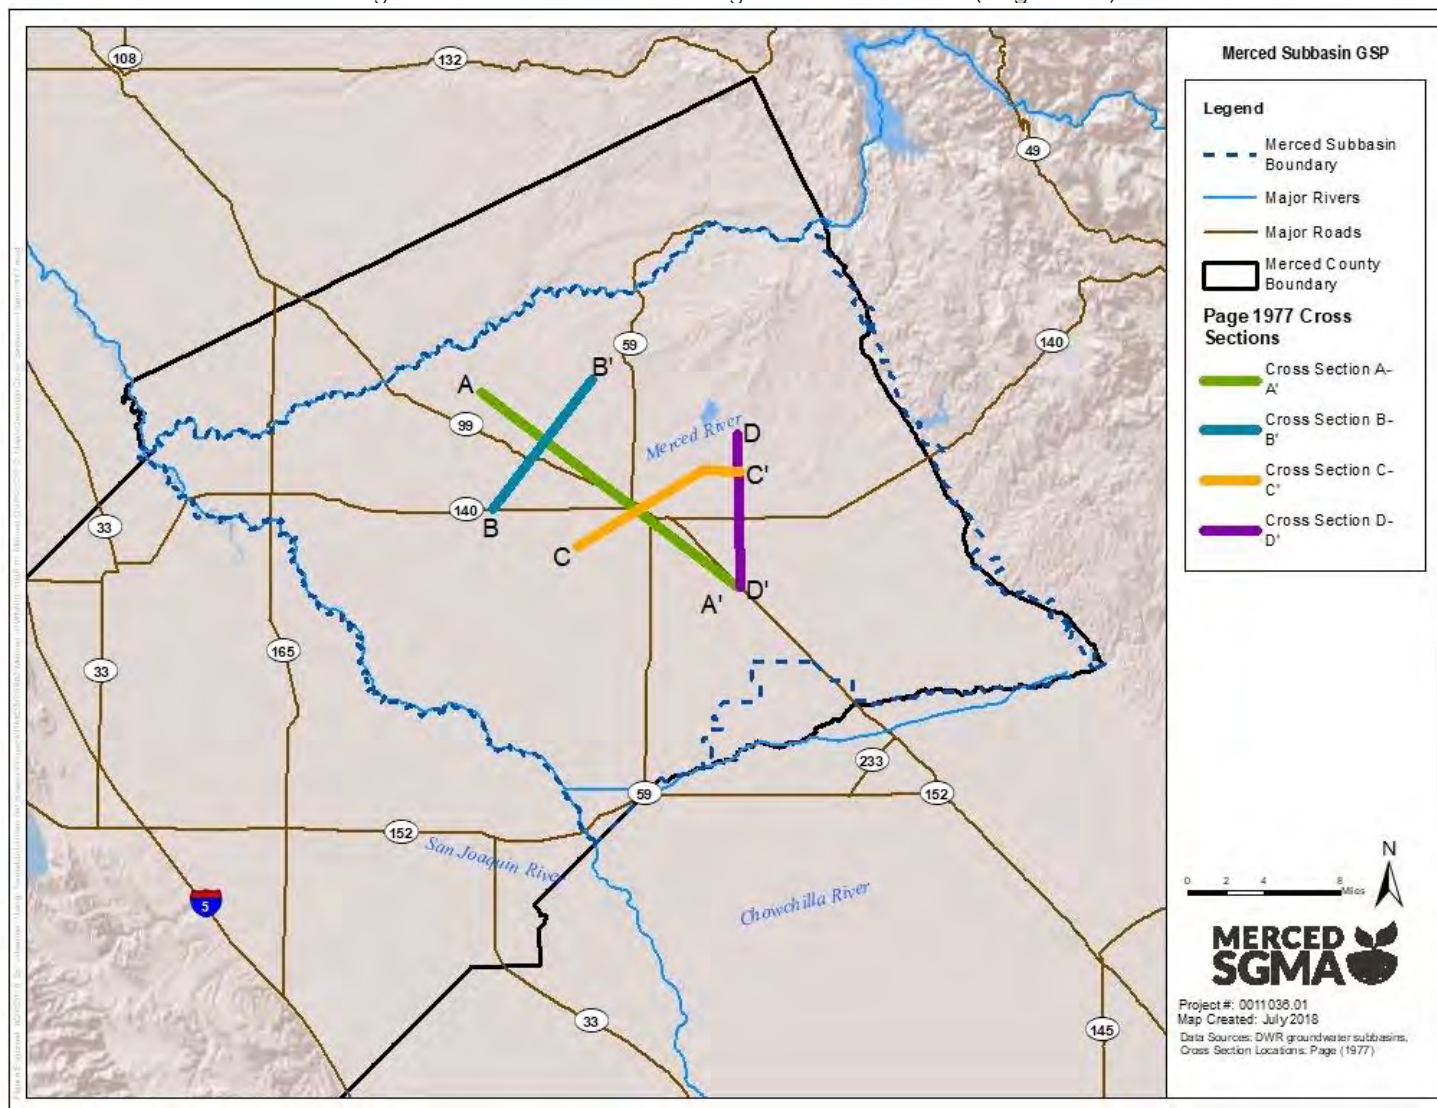 108
132
49
59
140
A
B'
99
Merced River
D
C'
140
B
33
C
D'
A'
165
33
233
59
152
152
San Joaquin River
Chowchilla River
5
33
145
Merced Subbasin GSP
Legend
Merced Subbasin
Boundary
Major Rivers
Major Roads
Merced County
Boundary
Page 1977 Cross
Sections
Cross Section A-
A'
Cross Section B-
B'
Cross Section C-
C'
Cross Section D-
D'
N
0 2 4 8 Miles
MERCED
SGMA
Project #: 0011036.01
Map Created: July 2018
Data Sources: DWR groundwater subbasins,
Cross Section Locations: Page (1977)